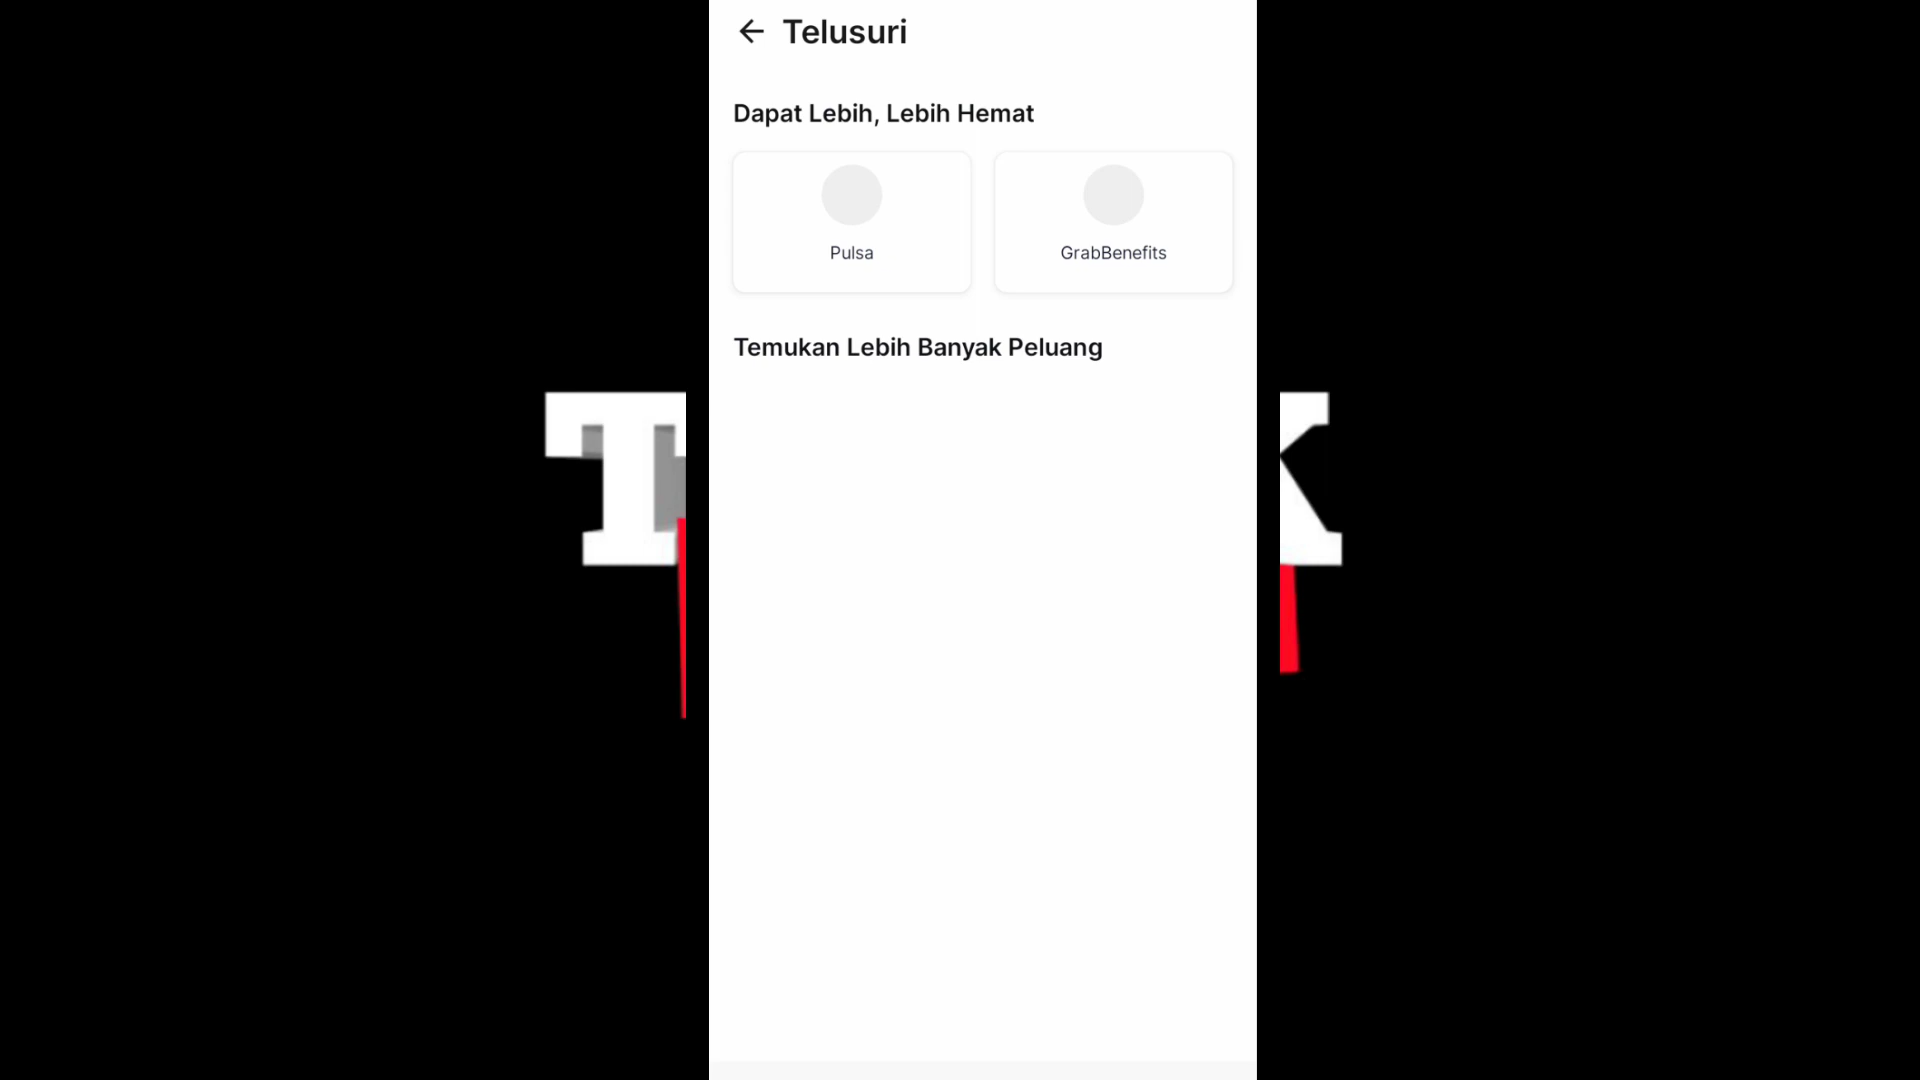 Telusuri
Dapat Lebih, Lebih Hemat
Pulsa
GrabBenefits
Temukan Lebih Banyak Peluang